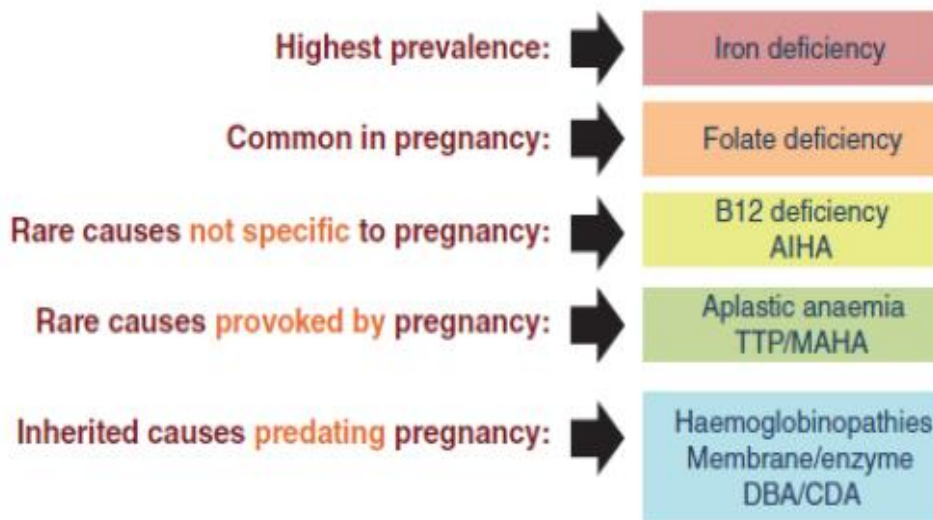 Highest prevalence:
Iron deficiency
Common in pregnancy:
Folate deficiency
Rare causes not specific to pregnancy:
B12 deficiency
AIHA
Rare causes provoked by pregnancy:
Aplastic anaemia
TTP/MAHA
Inherited causes predating pregnancy:
Haemoglobinopathies
Membrane/enzyme
DBA/CDA